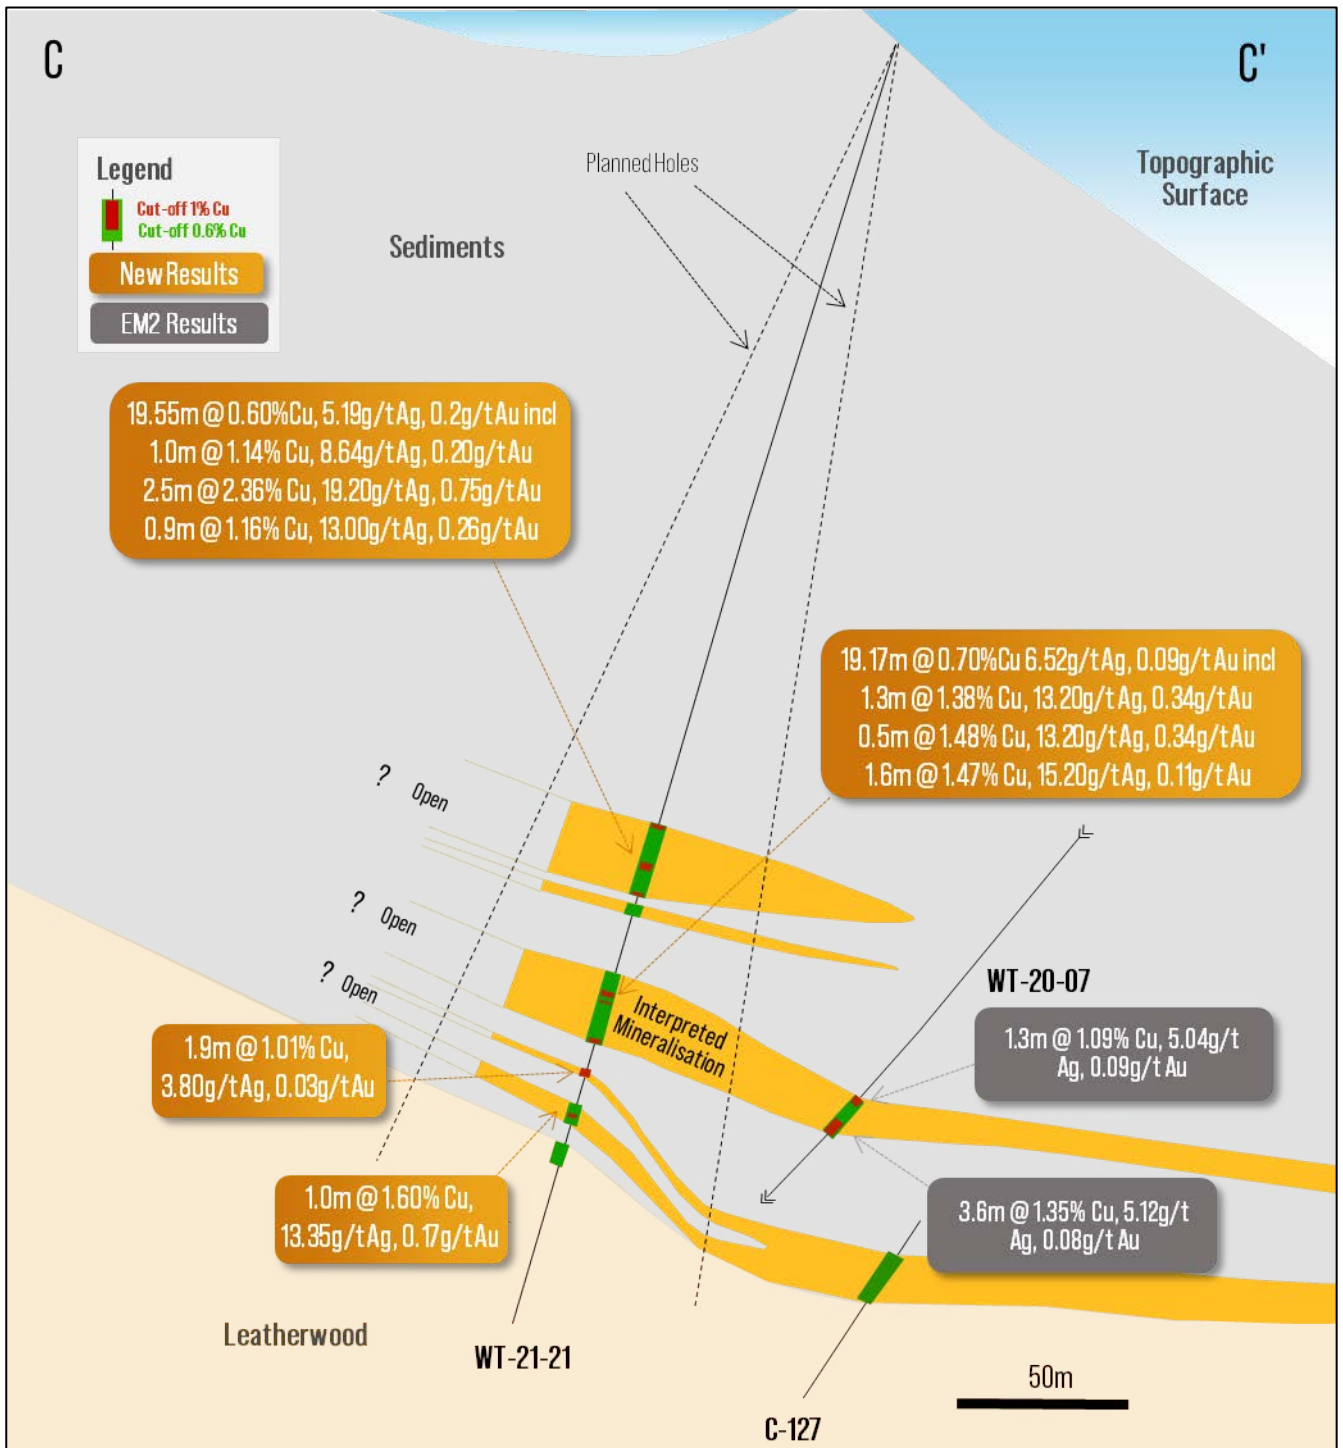 C
C'
Legend
Cut-off 1% Cu
Cut-off 0.6% Cu
New Results
EM2 Results
Planned Holes
Topographic
Surface
Sediments
19.55m @ 0.60%Cu, 5.19g/tAg, 0.2g/tAu incl
1.0m @ 1.14% Cu, 8.64g/tAg, 0.20g/tAu
2.5m @ 2.36% Cu, 19.20g/tAg, 0.75g/tAu
0.9m @ 1.16% Cu, 13.00g/tAg, 0.26g/tAu
19.17m @ 0.70%Cu 6.52g/tAg, 0.09g/tAu incl
1.3m @ 1.38% Cu, 13.20g/tAg, 0.34g/tAu
0.5m @ 1.48% Cu, 13.20g/tAg, 0.34g/tAu
1.6m @ 1.47% Cu, 15.20g/tAg, 0.11g/tAu
? Open
? Open
? Open
WT-20-07
Interpreted
Mineralisation
1.3m @ 1.09% Cu, 5.04g/t
Ag, 0.09g/tAu
1.9m @ 1.01% Cu,
3.80g/tAg, 0.03g/tAu
1.0m @ 1.60% Cu,
13.35g/tAg, 0.17g/tAu
3.6m @ 1.35% Cu, 5.12g/t
Ag, 0.08g/tAu
Leatherwood
WT-21-21
50m
C-127